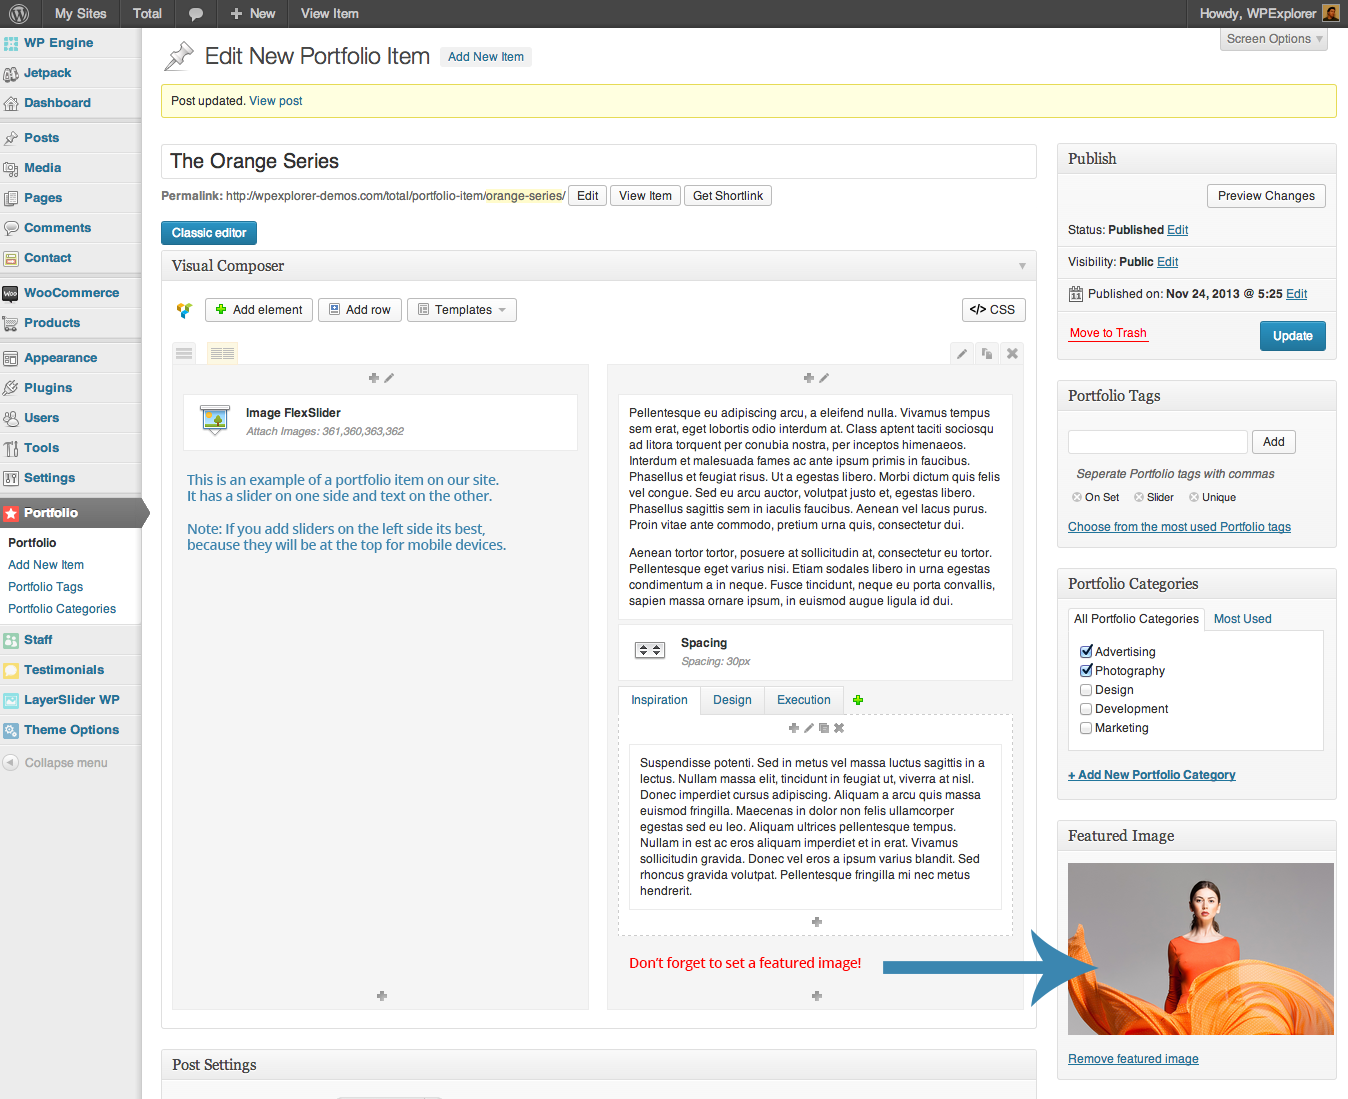 My Sites
Total
New
View Item
Howdy, WPExplorer
Screen Options
WP Engine
Jetpack
Dashboard
Posts
Media
Pages
Comments
Contact
WooCommerce
Products
Appearance
Plugins
Users
Tools
Settings
Portfolio
Portfolio
Add New Item
Portfolio Tags
Portfolio Categories
Staff
Testimonials
LayerSlider WP
Theme Options
Collapse menu
Edit New Portfolio Item
Add New Item
Post updated. View post
The Orange Series
Permalink: http://wpexplorer-demos.com/total/portfolio-item/orange-series/
Edit
View Item
Get Shortlink
Classic editor
Visual Composer
Add element
Add row
Templates
</> CSS
Image FlexSlider
Attach Images: 361,360,363,362
This is an example of a portfolio item on our site.
It has a slider on one side and text on the other.
Note: If you add sliders on the left side its best,
because they will be at the top for mobile devices.
Pellentesque eu adipiscing arcu, a eleifend nulla. Vivamus tempus
sem erat, eget lobortis odio interdum at. Class aptent taciti sociosqu
ad litora torquent per conubia nostra, per inceptos himenaeos.
Interdum et malesuada fames ac ante ipsum primis in faucibus.
Phasellus et feugiat risus. Ut a egestas libero. Morbi dictum quis felis
vel congue. Sed eu arcu auctor, volutpat justo et, egestas libero.
Phasellus sagittis sem in iaculis faucibus. Aenean vel lacus purus.
Proin vitae ante commodo, pretium urna quis, consectetur dui.
Aenean tortor tortor, posuere at sollicitudin at, consectetur eu tortor.
Pellentesque eget varius nisi. Etiam sodales libero in urna egestas
condimentum a in neque. Fusce tincidunt, neque eu porta convallis,
sapien massa ornare ipsum, in euismod augue ligula id dui.
Spacing
Spacing: 30px
Inspiration
Design
Execution
Suspendisse potenti. Sed in metus vel massa luctus sagittis in a
lectus. Nullam massa elit, tincidunt in feugiat ut, viverra at nisl.
Donec imperdiet cursus adipiscing. Aliquam a arcu quis massa
euismod fringilla. Maecenas in dolor non felis ullamcorper
egestas sed eu leo. Aliquam ultrices pellentesque tempus.
Nullam in est ac eros aliquam imperdiet et in erat. Vivamus
sollicitudin gravida. Donec vel eros a ipsum varius blandit. Sed
rhoncus gravida volutpat. Pellentesque fringilla mi nec metus
hendrerit.
Don't forget to set a featured image!
Post Settings
Publish
Preview Changes
Status: Published Edit
Visibility: Public Edit
11
Published on: Nov 24, 2013 @ 5:25 Edit
Move to Trash
Update
Portfolio Tags
Add
Seperate Portfolio tags with commas
On Set
Slider
Unique
Choose from the most used Portfolio tags
Portfolio Categories
All Portfolio Categories
Most Used
Advertising
Photography
Design
Development
Marketing
+ Add New Portfolio Category
Featured Image
Remove featured image